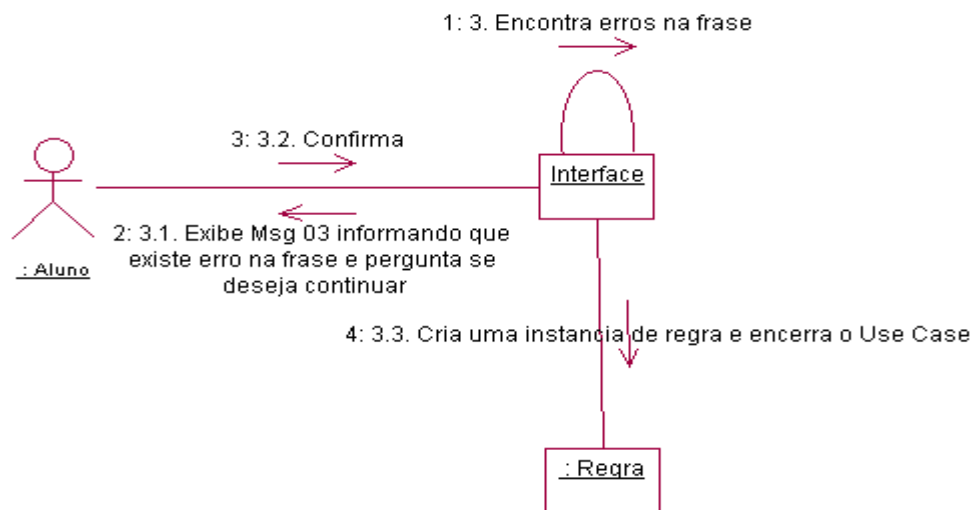 1: 3. Encontra erros na frase
3: 3.2. Confirma
Interface
2: 3.1. Exibe Msg 03 informando que
existe erro na frase e pergunta se
deseja continuar
: Aluno
4: 3.3. Cria uma instancia de regra e encerra o Use Case
: Regra